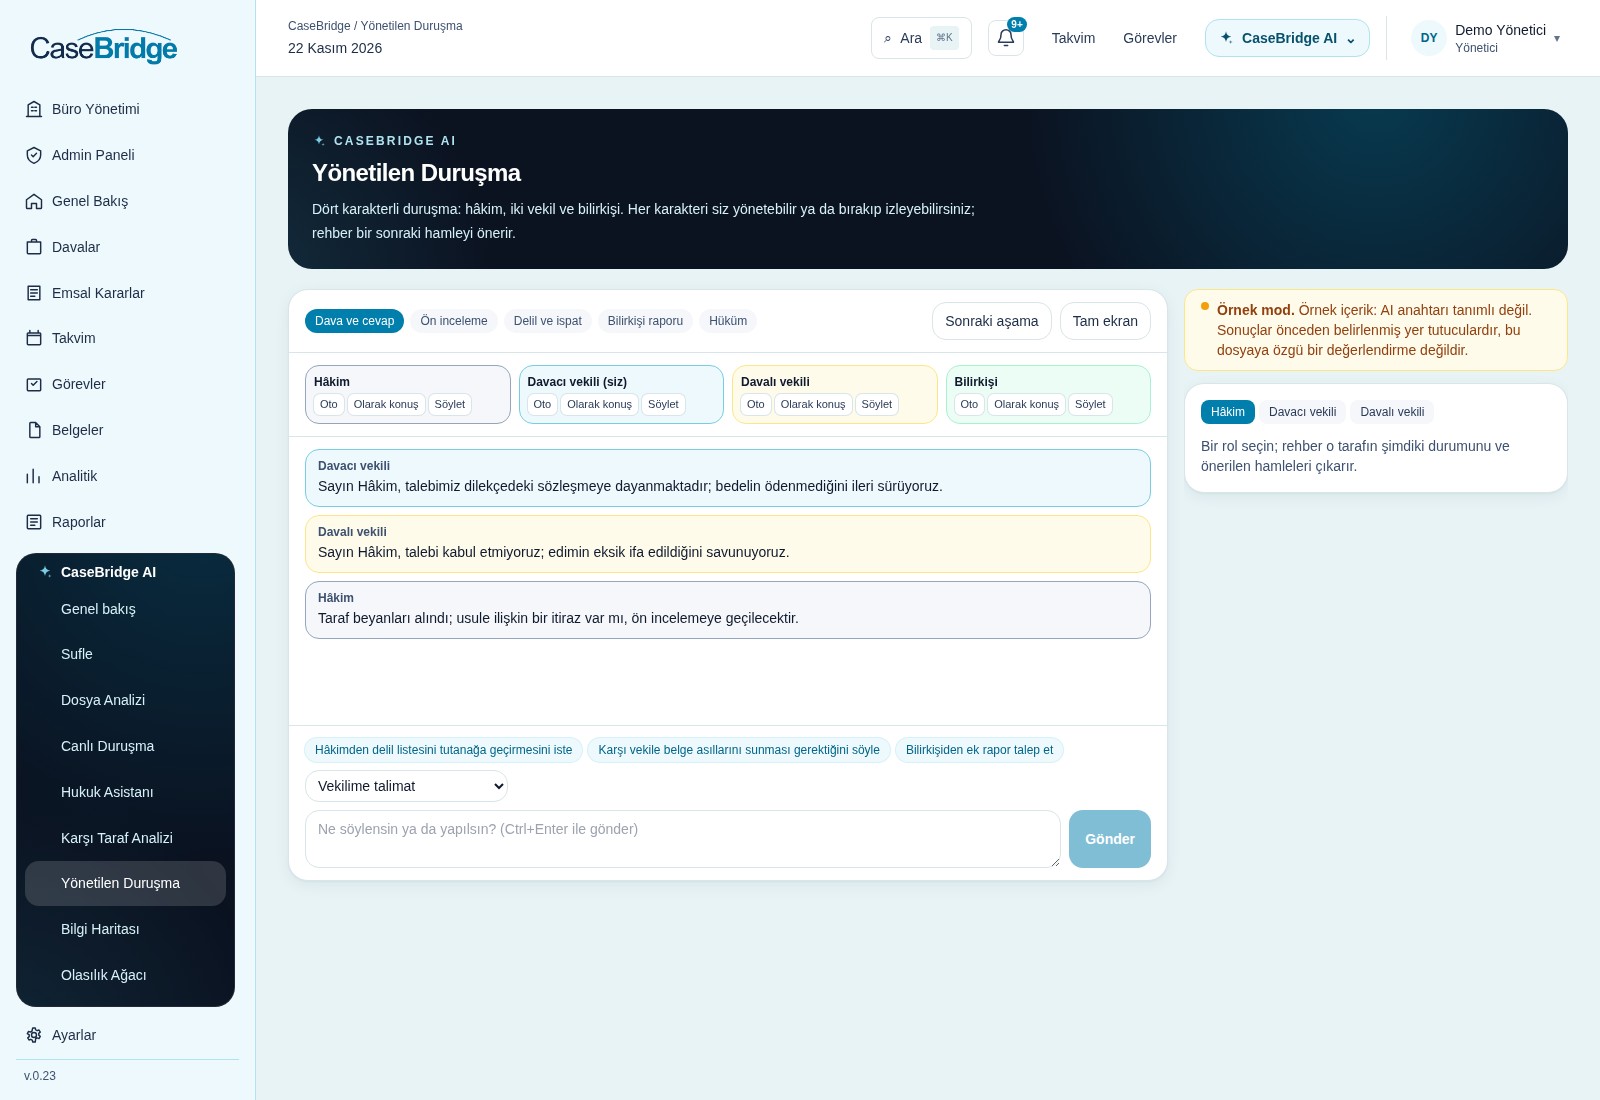 CaseBridge
Büro Yönetimi
Admin Paneli
Genel Bakış
Davalar
Emsal Kararlar
Takvim
Görevler
Belgeler
Analitik
Raporlar
CaseBridge AI
Genel bakış
Sufle
Dosya Analizi
Canlı Duruşma
Hukuk Asistanı
Karşı Taraf Analizi
Yönetilen Duruşma
Bilgi Haritası
Olasılık Ağacı
Ayarlar
v.0.23
CaseBridge / Yönetilen Duruşma
22 Kasım 2026
Ara ⌘K
9+
Takvim
Görevler
CaseBridge AI
DY
Demo Yönetici
Yönetici
CASEBRIDGE AI
Yönetilen Duruşma
Dört karakterli duruşma: hâkim, iki vekil ve bilirkişi. Her karakteri siz yönetebilir ya da bırakıp izleyebilirsiniz;
rehber bir sonraki hamleyi önerir.
Dava ve cevap
Ön inceleme
Delil ve ispat
Bilirkişi raporu
Hüküm
Sonraki aşama
Tam ekran
Hâkim
Oto Olarak konuş Söylet
Davacı vekili (siz)
Oto Olarak konuş Söylet
Davalı vekili
Oto Olarak konuş Söylet
Bilirkişi
Oto Olarak konuş Söylet
Davacı vekili
Sayın Hâkim, talebimiz dilekçedeki sözleşmeye dayanmaktadır; bedelin ödenmediğini ileri sürüyoruz.
Davalı vekili
Sayın Hâkim, talebi kabul etmiyoruz; edimin eksik ifa edildiğini savunuyoruz.
Hâkim
Taraf beyanları alındı; usule ilişkin bir itiraz var mı, ön incelemeye geçilecektir.
Hâkimden delil listesini tutanağa geçirmesini iste
Karşı vekile belge asıllarını sunması gerektiğini söyle
Bilirkişiden ek rapor talep et
Vekilime talimat
Ne söylensin ya da yapılsın? (Ctrl+Enter ile gönder)
Gönder
Örnek mod. Örnek içerik: AI anahtarı tanımlı değil.
Sonuçlar önceden belirlenmiş yer tutuculardır, bu
dosyaya özgü bir değerlendirme değildir.
Hâkim
Davacı vekili
Davalı vekili
Bir rol seçin; rehber o tarafın şimdiki durumunu ve
önerilen hamleleri çıkarır.